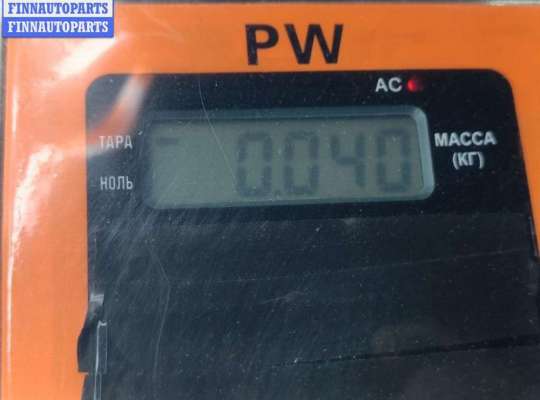 FINNAUTOPARTS
FINNAUTOPARTS
PW
AC
ТАРА
0.040
МАССА
(КГ)
НОЛЬ